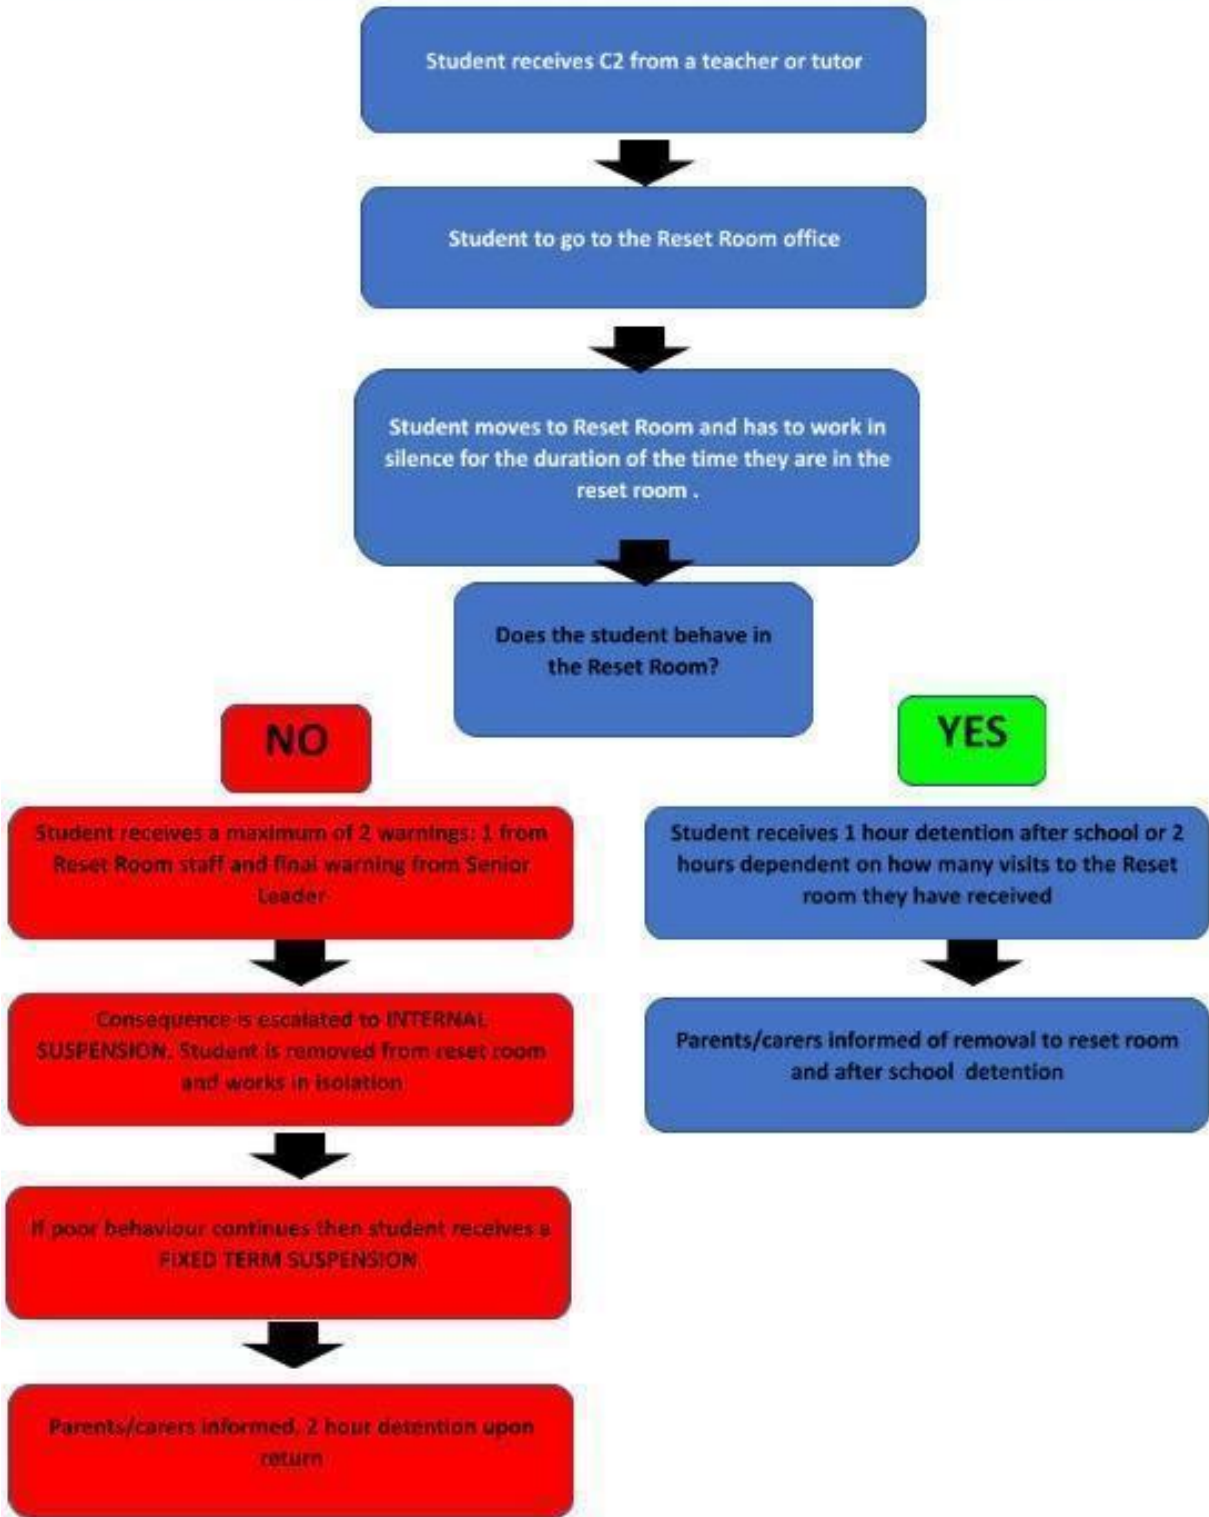 Student receives C2 from a teacher or tutor
Student to go to the Reset Room office
Student moves to Reset Room and has to work in
silence for the duration of the time they are in the
reset room .
Does the student behave in
the Reset Room?
NO
Student receives a maximum of 2 warnings: 1 from
Reset Room staff and final warning from Senior
Leader
Consequence is escalated to INTERNAL
SUSPENSION. Student is removed from reset room
and works in isolation
If poor behaviour continues then student receives a
FIXED TERM SUSPENSION
Parents/carers informed. 2 hour detention upon
return
YES
Student receives 1 hour detention after school or 2
hours dependent on how many visits to the Reset
room they have received
Parents/carers informed of removal to reset room
and after school detention